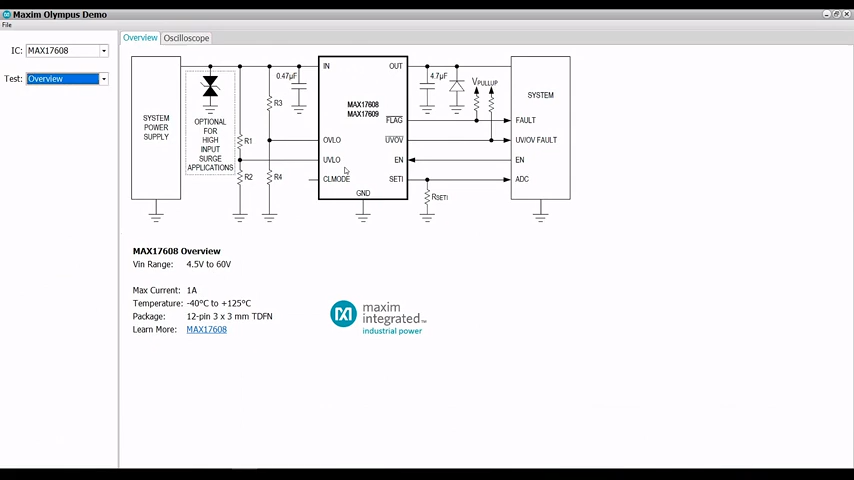 Maxim Olympus Demo
File
IC: MAX17608
Test: Overview
Overview
Oscilloscope
SYSTEM
POWER
SUPPLY
OPTIONAL
FOR
HIGH
INPUT
SURGE
APPLICATIONS
R1
R2
R3
R4
0.47µF
IN
OVLO
UVLO
CLMODE
MAX17608
MAX17609
GND
OUT
FLAG
UVOV
EN
SETI
4.7µF
VPULLUP
RSETI
SYSTEM
FAULT
UV/OV FAULT
EN
ADC
MAX17608 Overview
Vin Range: 4.5V to 60V
Max Current: 1A
Temperature: -40°C to +125°C
Package: 12-pin 3 x 3 mm TDFN
Learn More: MAX17608
maxim
integrated™
industrial power